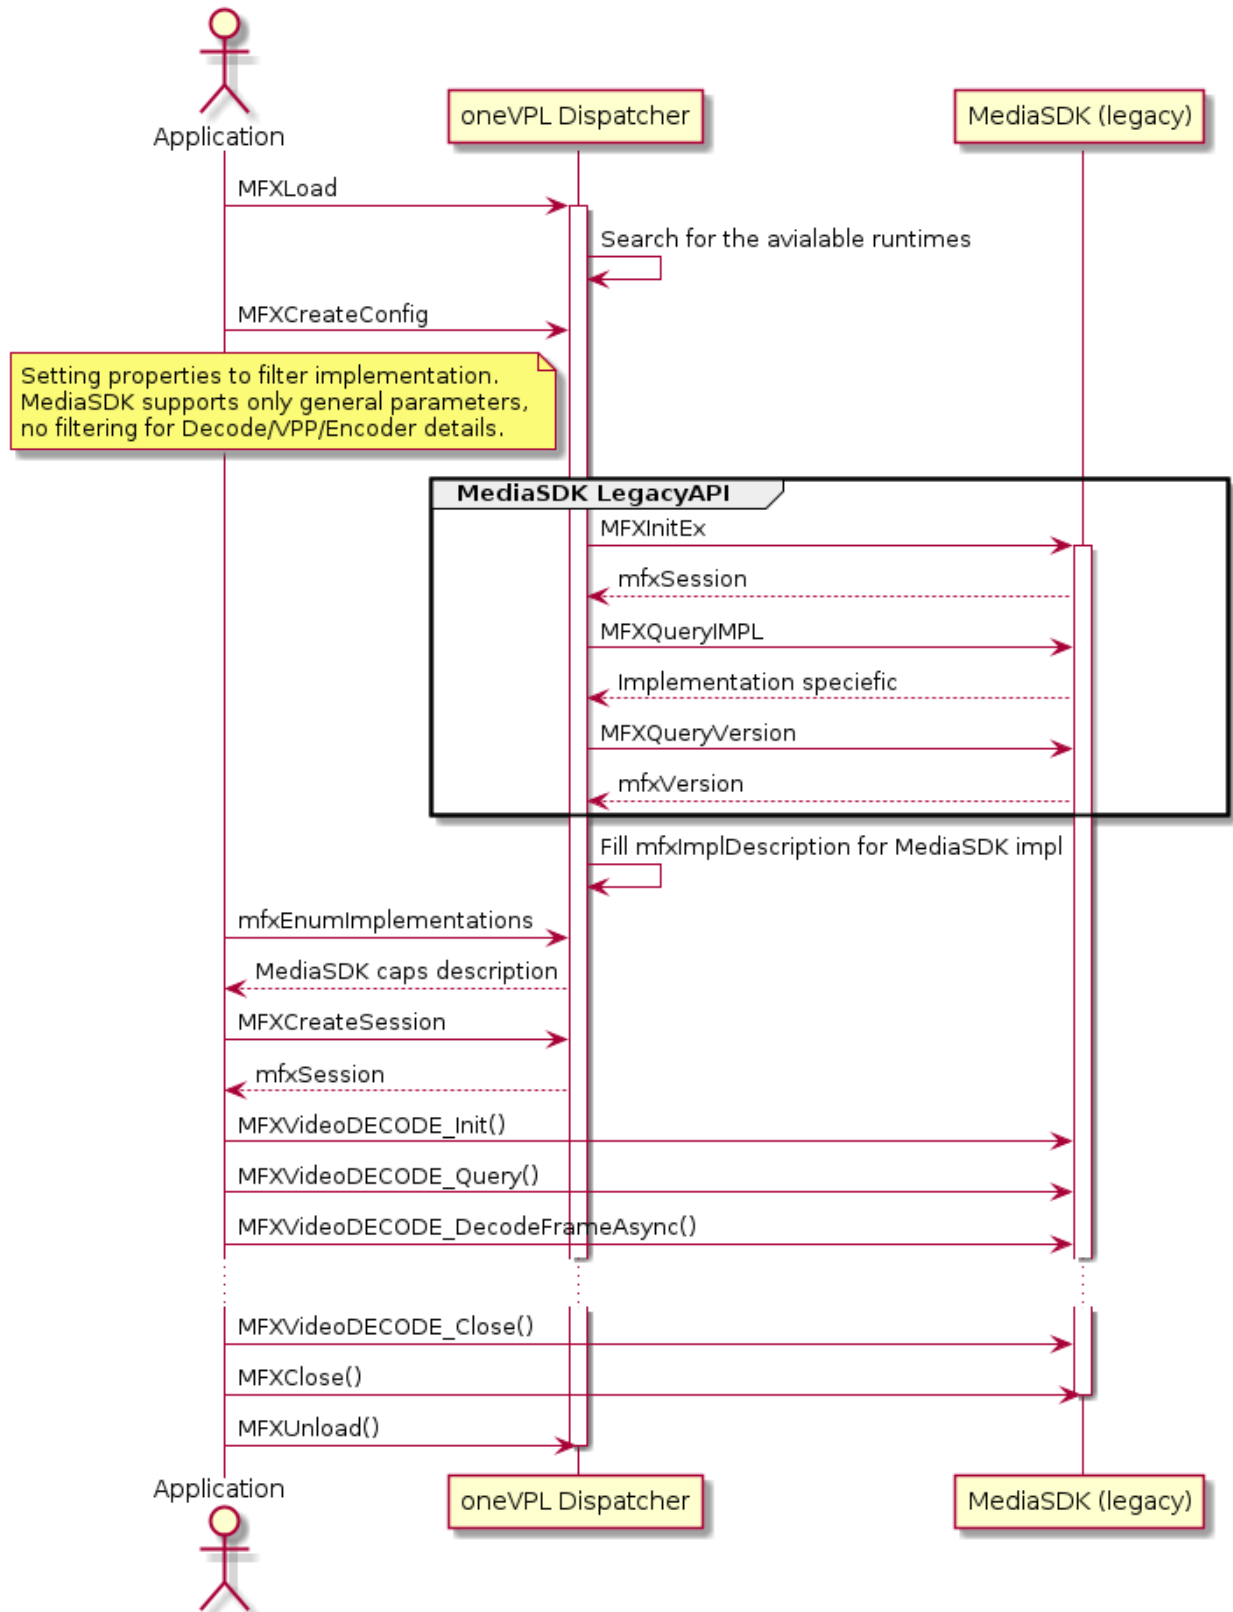 Application
oneVPL Dispatcher
MediaSDK (legacy)
MFXLoad
Search for the avialable runtimes
MFXCreateConfig
Setting properties to filter implementation.
MediaSDK supports only general parameters,
no filtering for Decode/VPP/Encoder details.
MediaSDK LegacyAPI
MFXInitEx
mfxSession
MFXQueryIMPL
Implementation speciefic
MFXQueryVersion
mfxVersion
Fill mfxImplDescription for MediaSDK impl
mfxEnumImplementations
MediaSDK caps description
MFXCreateSession
mfxSession
MFXVideoDECODE_Init()
MFXVideoDECODE_Query()
MFXVideoDECODE_DecodeFrameAsync()
MFXVideoDECODE_Close()
MFXClose()
MFXUnload()
Application
oneVPL Dispatcher
MediaSDK (legacy)